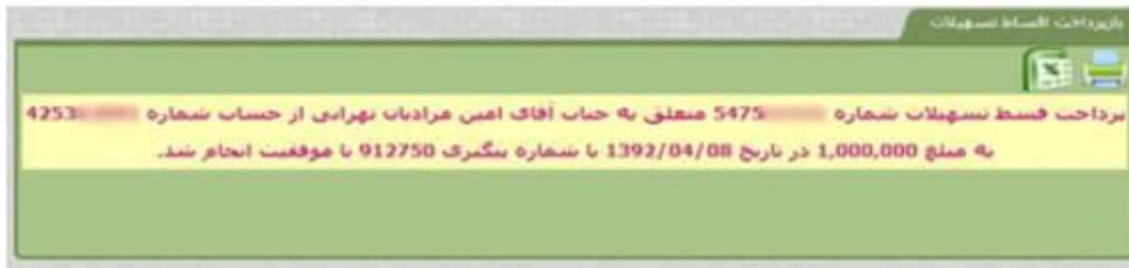 بازپرداخت اقساط تسهیلات
پرداخت قسط تسهیلات شماره 5475 متعلق به جناب آقای امین مرادیان تهرانی از حساب شماره 4253
به مبلغ 1,000,000 در تاریخ 1392/04/08 با شماره پیگیری 912750 با موفقیت انجام شد.